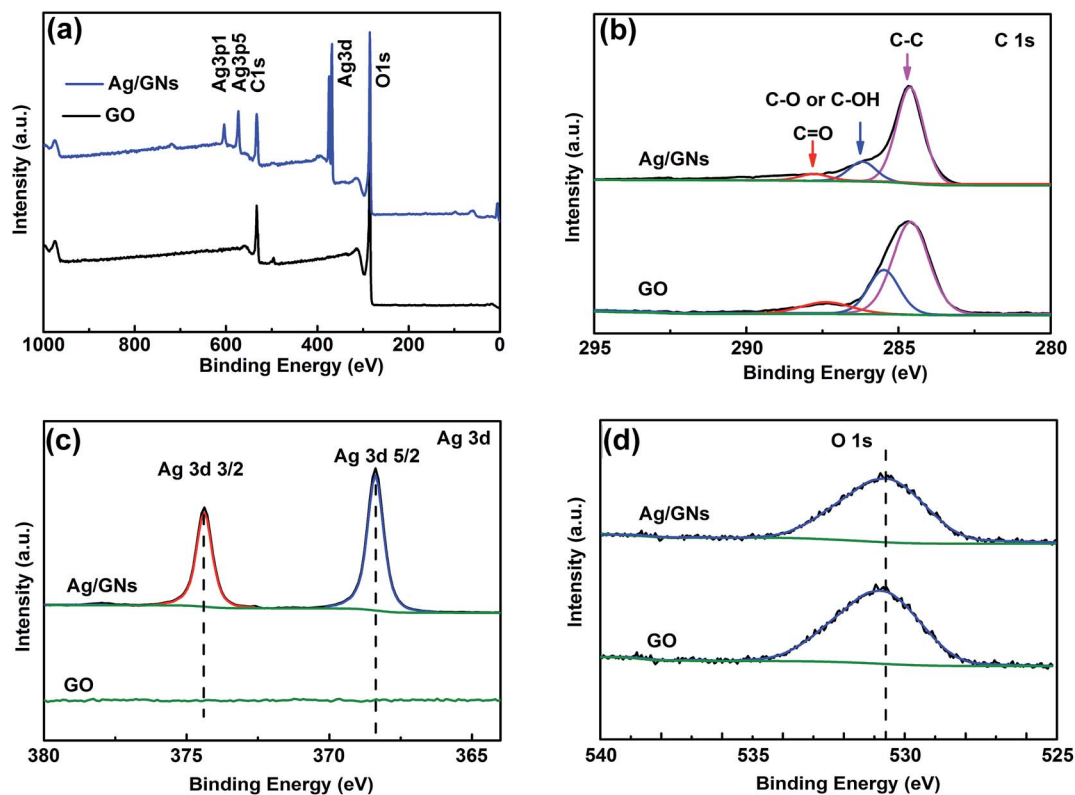 (a)
Ag3p1
Ag3p5
C1s
Ag3d
O1s
Ag/GNs
GO
Intensity (a.u.)
1000 800 600 400 200 0
Binding Energy (eV)
(b)
C-C
C 1s
C-O or C-OH
C=O
Ag/GNs
GO
Intensity (a.u.)
295 290 285 280
Binding Energy (eV)
(c)
Ag 3d
Ag 3d 3/2
Ag 3d 5/2
Ag/GNs
GO
Intensity (a.u.)
380 375 370 365
Binding Energy (eV)
(d)
O 1s
Ag/GNs
GO
Intensity (a.u.)
540 535 530 525
Binding Energy (eV)